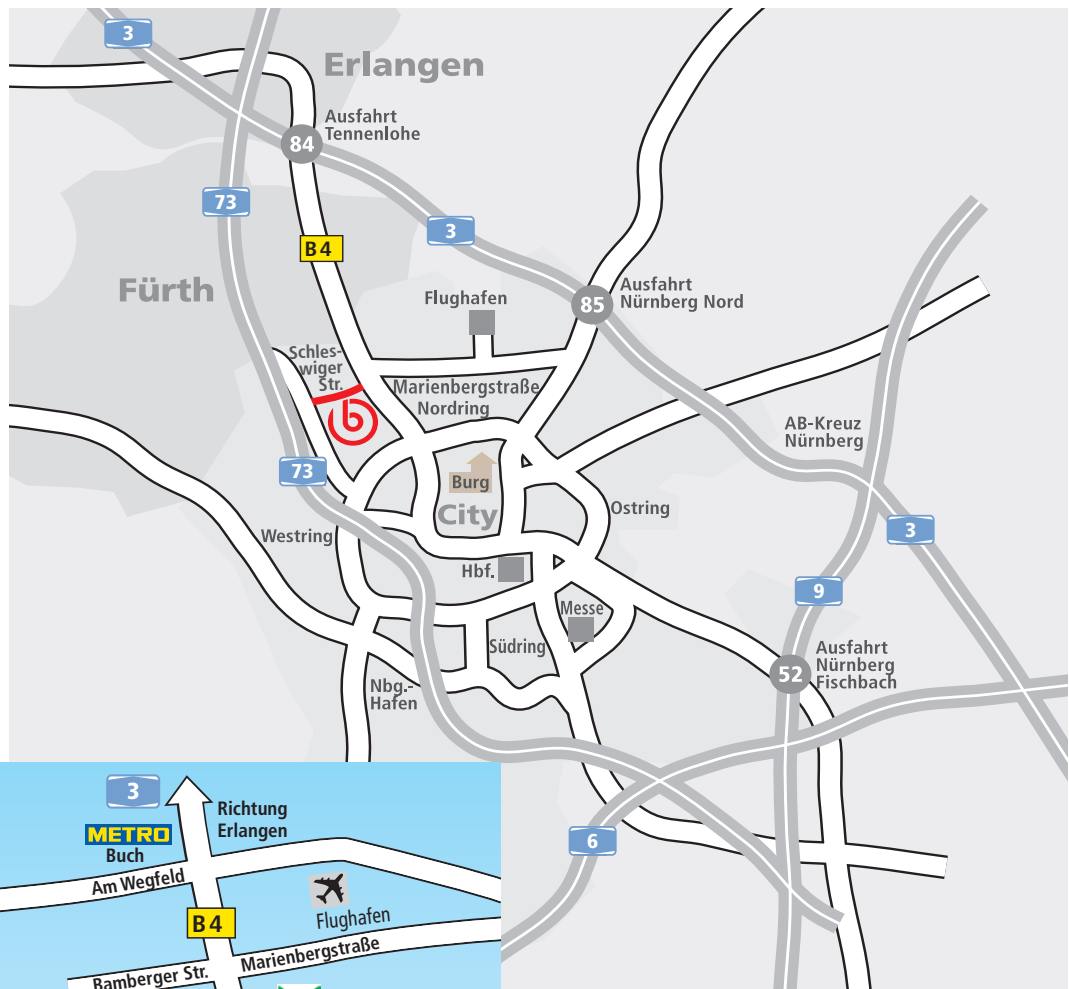 3
Erlangen
Ausfahrt
Tennenlohe
84
73
B 4
3
Fürth
Flughafen
Ausfahrt
Nürnberg Nord
85
Schles-
wiger
Str.
Marienbergstraße
Nordring
b
AB-Kreuz
Nürnberg
73
Burg
City
Ostring
3
Westring
Hbf.
9
Messe
Südring
Ausfahrt
Nürnberg
Fischbach
52
Nbg.-
Hafen
6
3
Richtung
Erlangen
METRO
Buch
Am Wegfeld
Flughafen
B 4
Marienbergstraße
Bamberger Str.